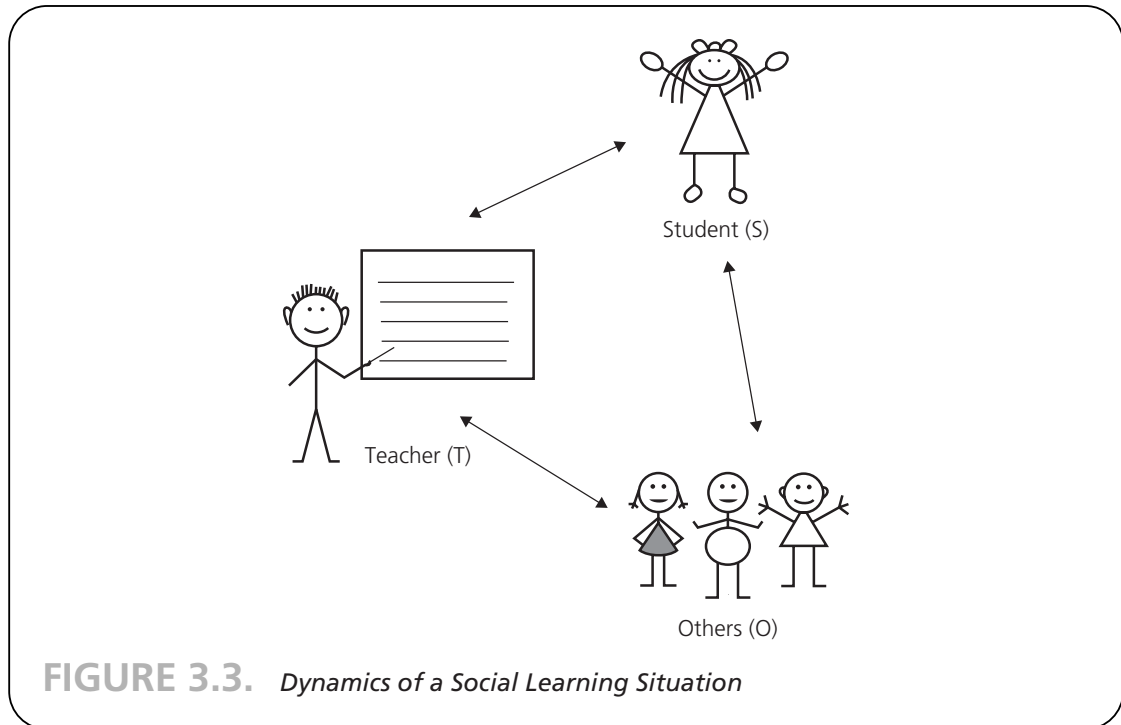 Student (S)
Teacher (T)
Others (O)
FIGURE 3.3. Dynamics of a Social Learning Situation